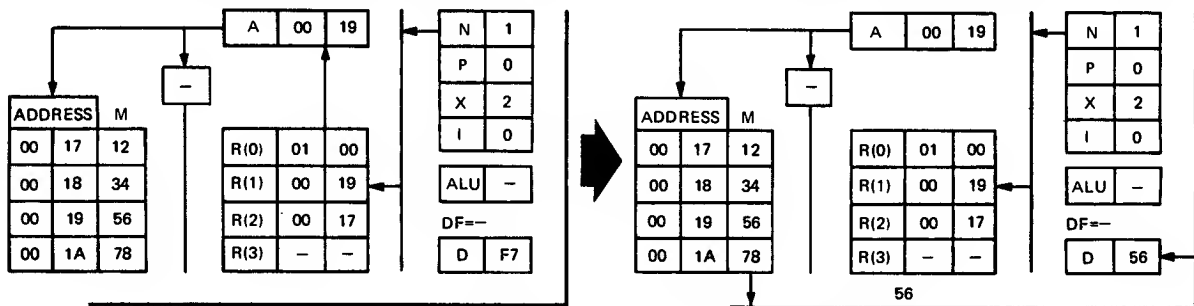 A 00 19
–
ADDRESS M
00 17 12
00 18 34
00 19 56
00 1A 78
R(0) 01 00
R(1) 00 19
R(2) 00 17
R(3) – –
N 1
P 0
X 2
I 0
ALU –
DF=–
D F7
A 00 19
–
ADDRESS M
00 17 12
00 18 34
00 19 56
00 1A 78
R(0) 01 00
R(1) 00 19
R(2) 00 17
R(3) – –
N 1
P 0
X 2
I 0
ALU –
DF=–
D 56
56